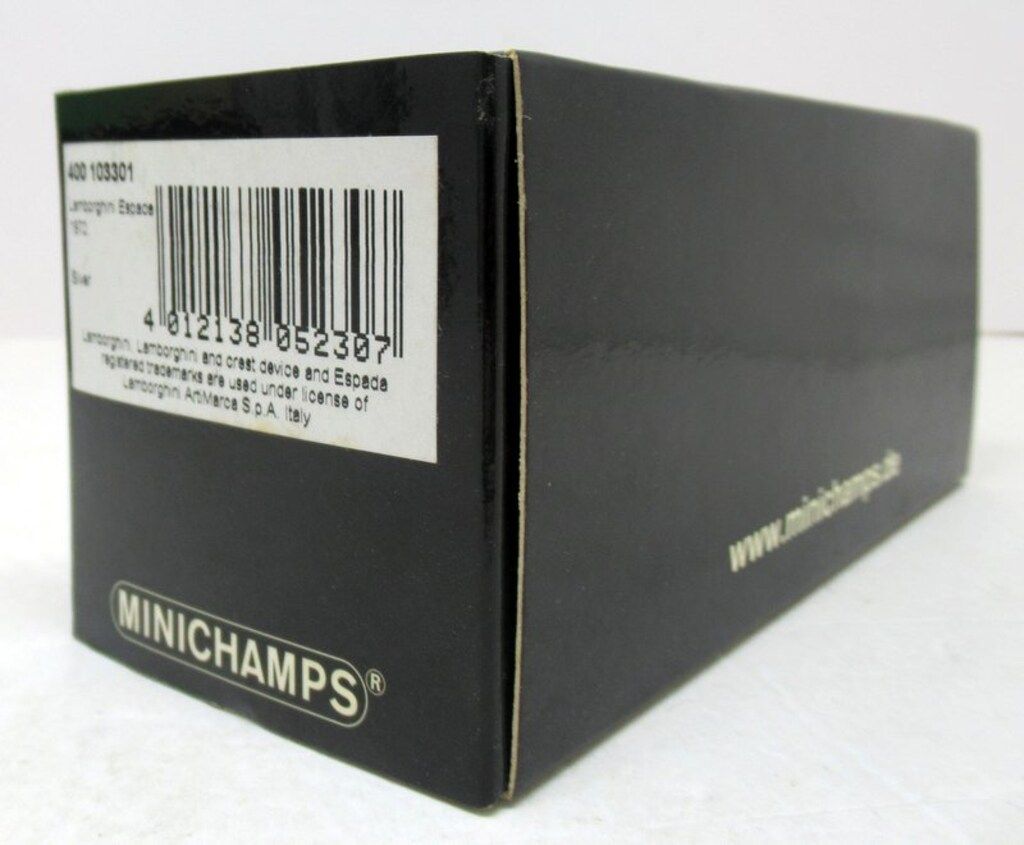 400 103301
Lamborghini Espada
1972
Silver
4 012138 052307
Lamborghini, Lamborghini and crest device and Espada
registered trademarks are used under license of
Lamborghini ArtiMarca S.p.A. Italy
MINICHAMPS®
www.minichamps.de